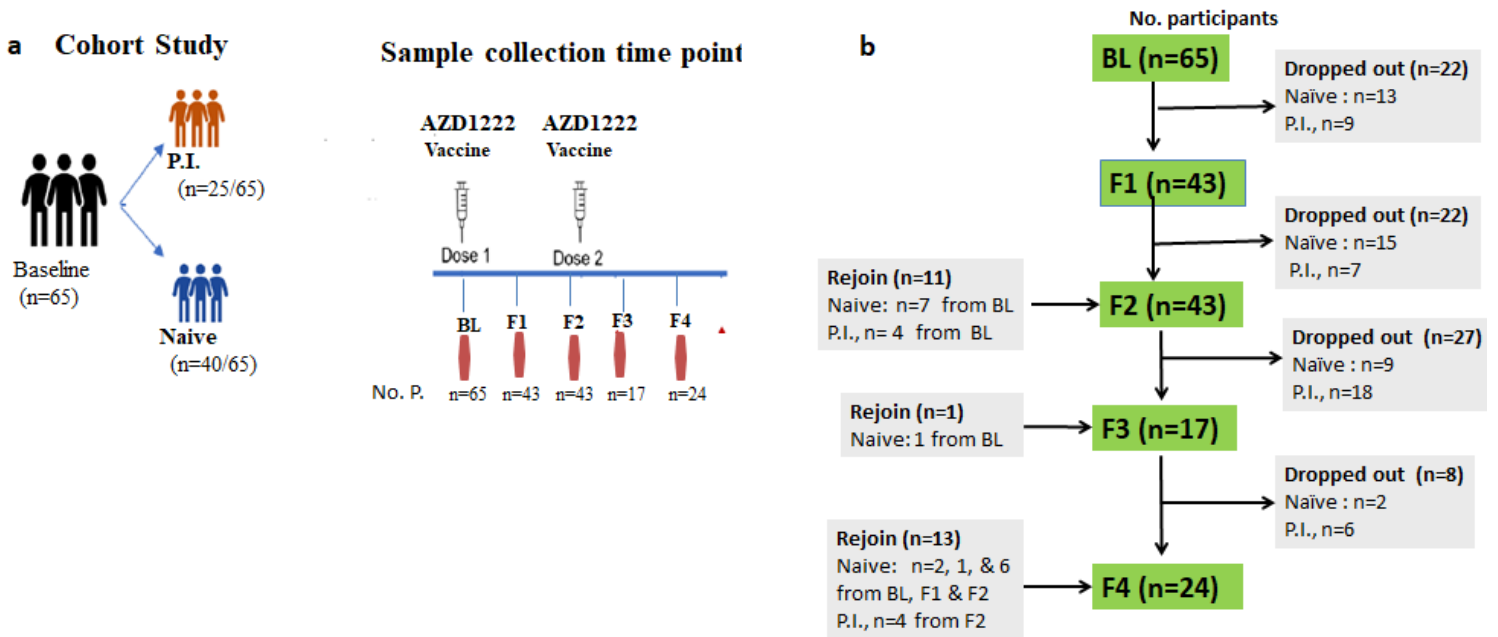 a Cohort Study
P.I.
(n=25/65)
Baseline
(n=65)
Naive
(n=40/65)
Sample collection time point
AZD1222 AZD1222
Vaccine Vaccine
Dose 1 Dose 2
BL F1 F2 F3 F4
No. P. n=65 n=43 n=43 n=17 n=24
b
No. participants
BL (n=65)
Dropped out (n=22)
Naïve : n=13
P.I., n=9
F1 (n=43)
Dropped out (n=22)
Naïve : n=15
P.I., n=7
Rejoin (n=11)
Naive: n=7 from BL
P.I., n= 4 from BL
F2 (n=43)
Dropped out (n=27)
Naïve : n=9
P.I., n=18
Rejoin (n=1)
Naive: 1 from BL
F3 (n=17)
Dropped out (n=8)
Naïve : n=2
P.I., n=6
Rejoin (n=13)
Naive: n=2, 1, & 6
from BL, F1 & F2
P.I., n=4 from F2
F4 (n=24)